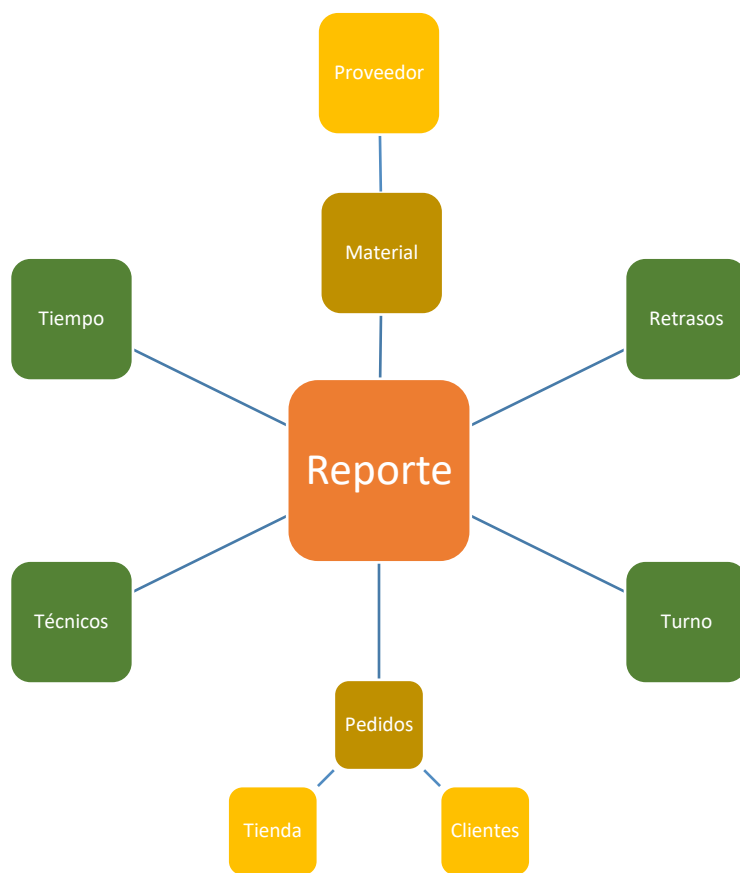 Proveedor
Material
Tiempo
Retrasos
Reporte
Técnicos
Turno
Pedidos
Tienda
Clientes